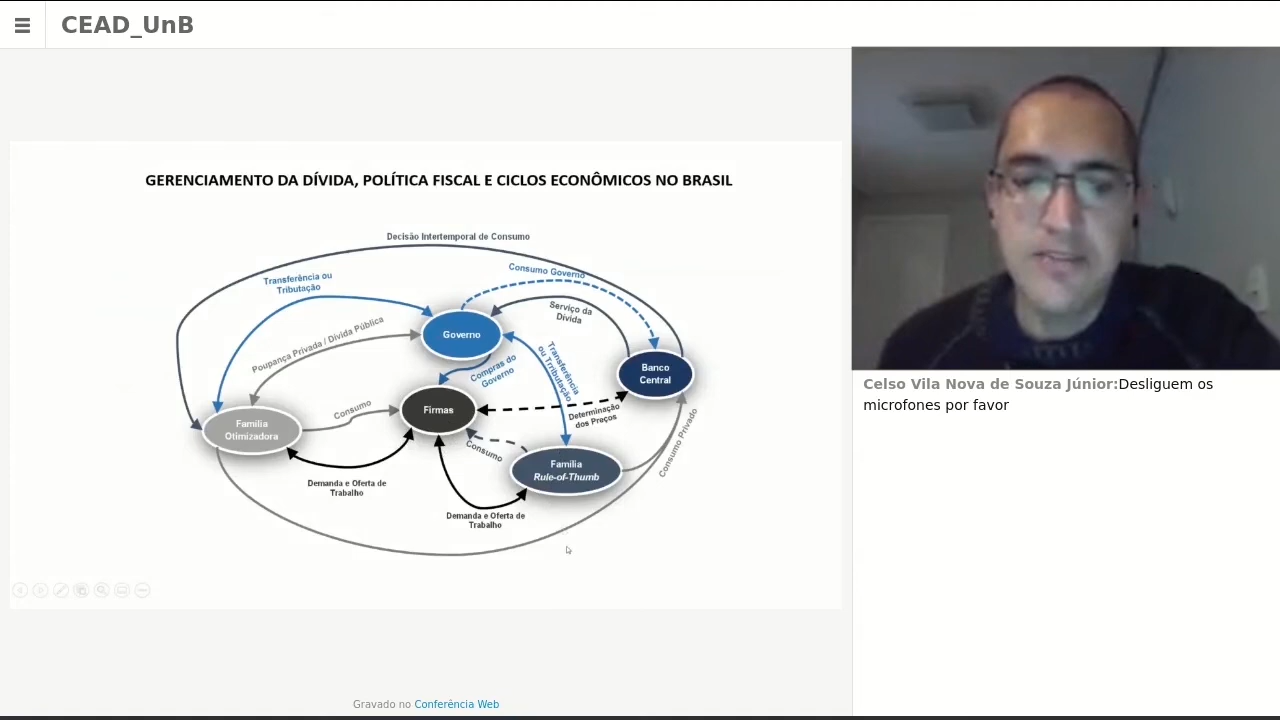 CEAD_UnB
GERENCIAMENTO DA DÍVIDA, POLÍTICA FISCAL E CICLOS ECONÔMICOS NO BRASIL
Decisão Intertemporal de Consumo
Transferência ou
Tributação
Consumo Governo
Serviço da
Dívida
Poupança Privada / Dívida Pública
Governo
Transferência
ou Tributação
Compras do
Governo
Banco
Central
Consumo
Firmas
Determinação
dos Preços
Família
Otimizadora
Consumo
Consumo Privado
Família
Rule-of-Thumb
Demanda e Oferta de
Trabalho
Demanda e Oferta de
Trabalho
Celso Vila Nova de Souza Júnior:Desliguem os
microfones por favor
Gravado no Conferência Web